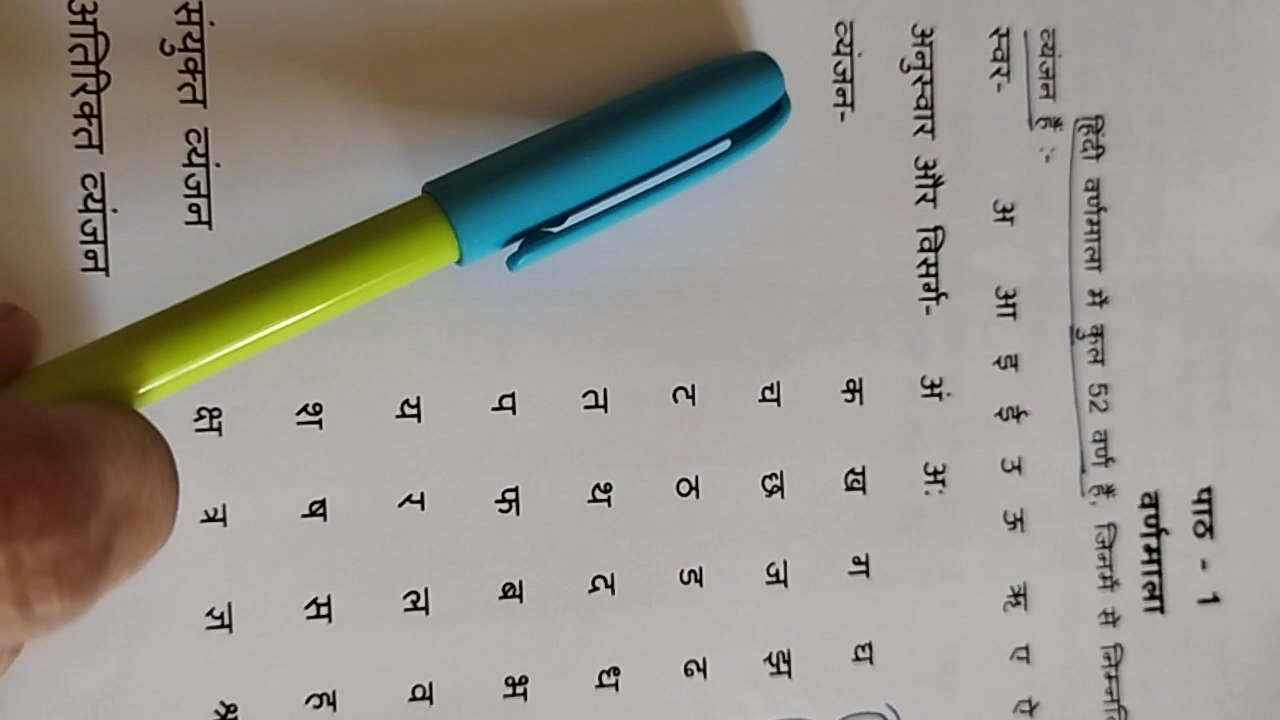 पाठ - 1
वर्णमाला
हिंदी वर्णमाला में कुल 52 वर्ण हैं, जिनमें से
व्यंजन हैं :-
स्वर- अ आ इ ई उ ऊ ऋ ए ऐ
अनुस्वार और विसर्ग- अं अः
व्यंजन- क ख ग घ
च छ ज झ
ट ठ ड ढ
त थ द ध
प फ ब भ
य र ल व
श ष स ह
संयुक्त व्यंजन क्ष त्र ज्ञ श्र
अतिरिक्त व्यंजन